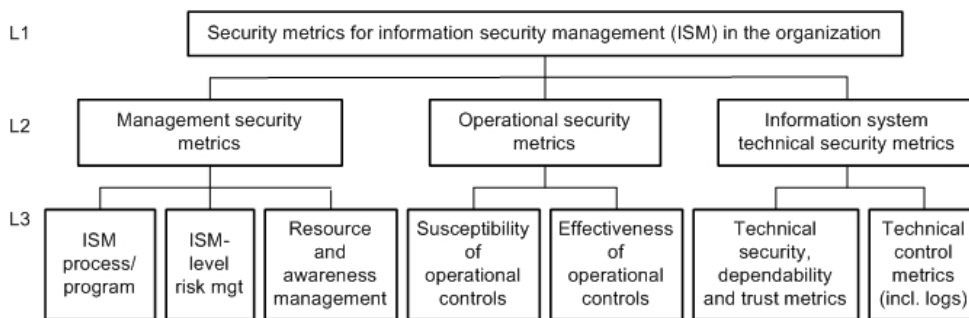 L1
Security metrics for information security management (ISM) in the organization
L2
Management security
metrics
Operational security
metrics
Information system
technical security metrics
L3
ISM
process/
program
ISM-
level
risk mgt
Resource
and
awareness
management
Susceptibility
of
operational
controls
Effectiveness
of
operational
controls
Technical
security,
dependability
and trust metrics
Technical
control
metrics
(incl. logs)